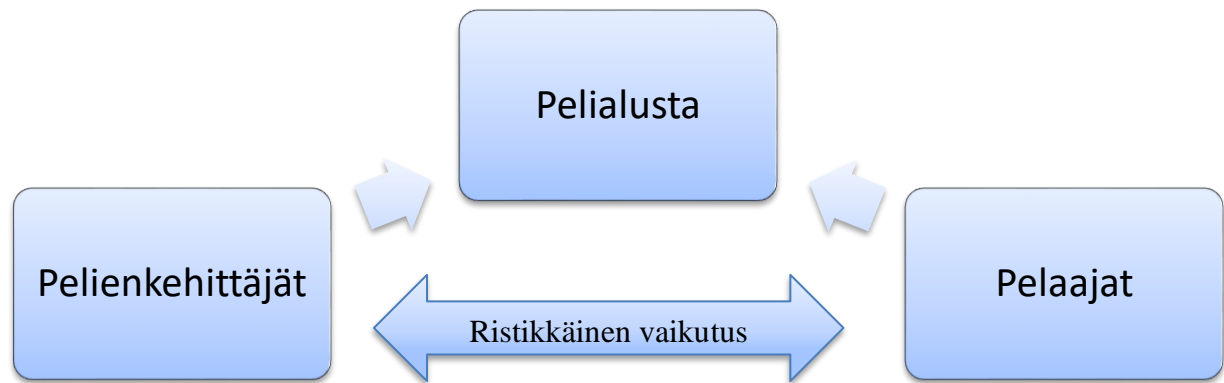 Pelialusta
Pelienkehittäjät
Pelaajat
Ristikkäinen vaikutus